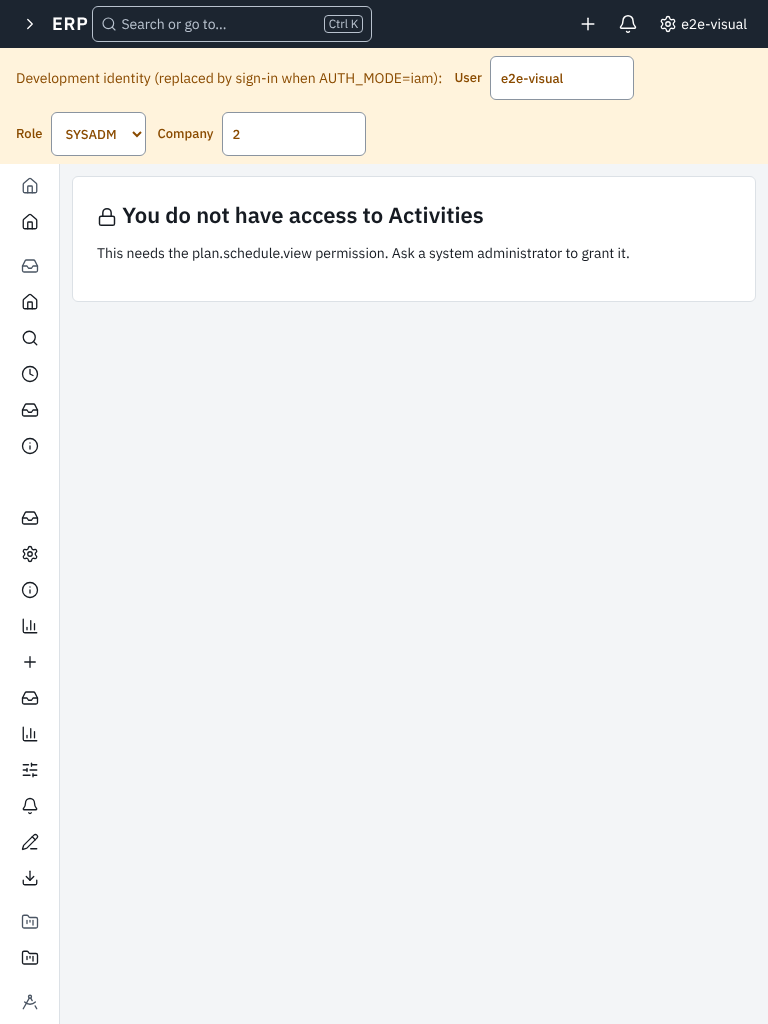 ERP Search or go to... Ctrl K e2e-visual
Development identity (replaced by sign-in when AUTH_MODE=iam): User e2e-visual
Role SYSADM Company 2
You do not have access to Activities
This needs the plan.schedule.view permission. Ask a system administrator to grant it.